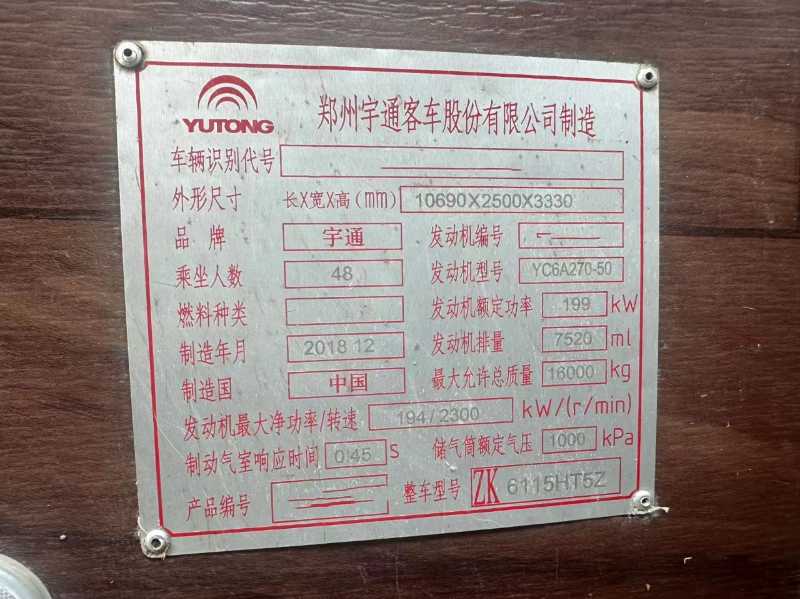 YUTONG
郑州宇通客车股份有限公司制造
车辆识别代号
外形尺寸 长X宽X高(mm) 10690X2500X3330
品牌 宇通 发动机编号
乘坐人数 48 发动机型号 YC6A270-50
燃料种类 发动机额定功率 199 kW
制造年月 2018 12 发动机排量 7520 ml
制造国 中国 最大允许总质量 16000 kg
发动机最大净功率/转速 194/2300 kW/(r/min)
制动气室响应时间 0.45 S 储气筒额定气压 1000 kPa
产品编号 整车型号 ZK 6115HT5Z